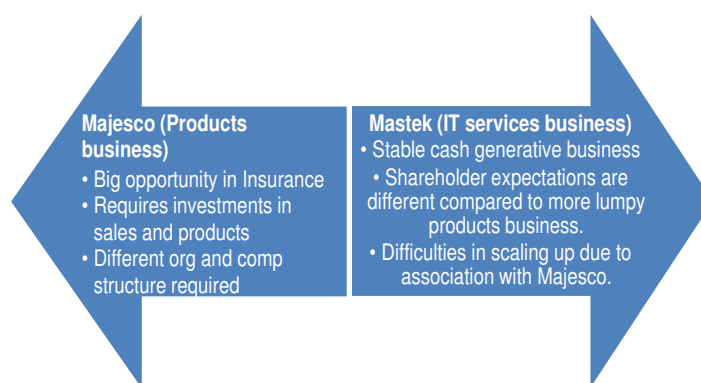 Majesco (Products
business)
• Big opportunity in Insurance
• Requires investments in
sales and products
• Different org and comp
structure required
Mastek (IT services business)
• Stable cash generative business
• Shareholder expectations are
different compared to more lumpy
products business.
• Difficulties in scaling up due to
association with Majesco.